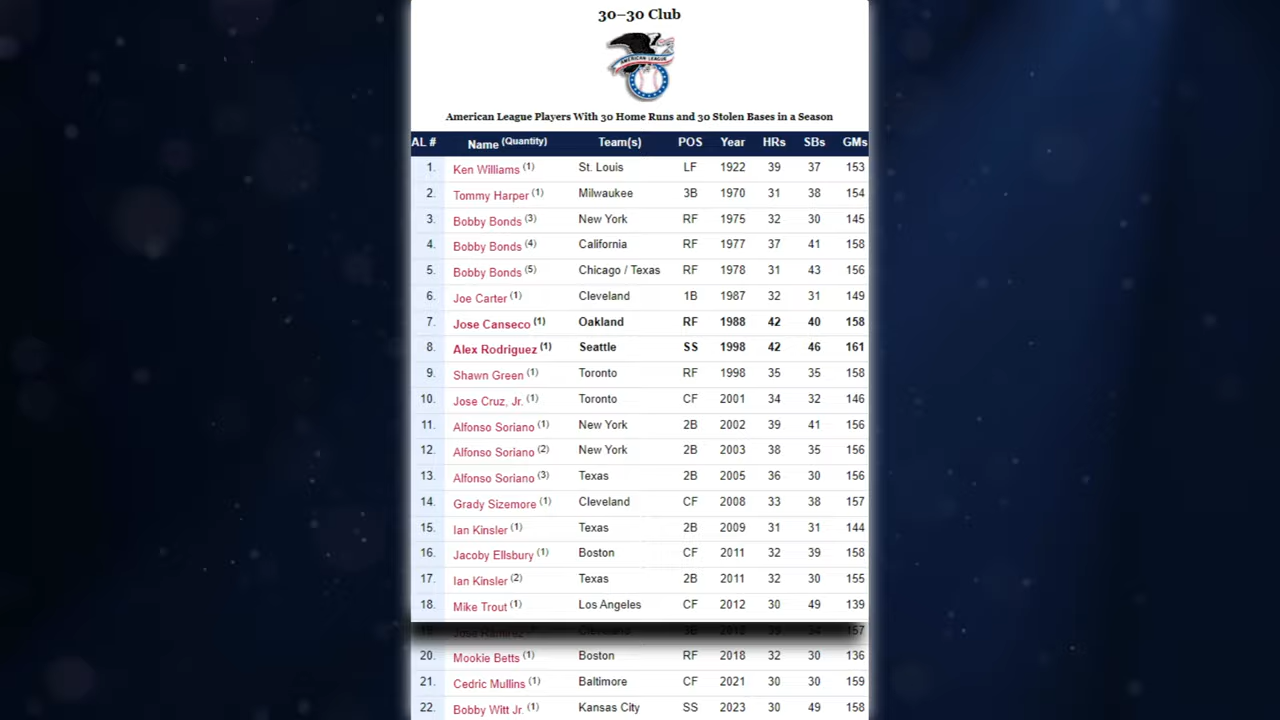 30–30 Club
AMERICAN LEAGUE
American League Players With 30 Home Runs and 30 Stolen Bases in a Season
AL # Name (Quantity) Team(s) POS Year HRs SBs GMs
1. Ken Williams (1) St. Louis LF 1922 39 37 153
2. Tommy Harper (1) Milwaukee 3B 1970 31 38 154
3. Bobby Bonds (3) New York RF 1975 32 30 145
4. Bobby Bonds (4) California RF 1977 37 41 158
5. Bobby Bonds (5) Chicago / Texas RF 1978 31 43 156
6. Joe Carter (1) Cleveland 1B 1987 32 31 149
7. Jose Canseco (1) Oakland RF 1988 42 40 158
8. Alex Rodriguez (1) Seattle SS 1998 42 46 161
9. Shawn Green (1) Toronto RF 1998 35 35 158
10. Jose Cruz, Jr. (1) Toronto CF 2001 34 32 146
11. Alfonso Soriano (1) New York 2B 2002 39 41 156
12. Alfonso Soriano (2) New York 2B 2003 38 35 156
13. Alfonso Soriano (3) Texas 2B 2005 36 30 156
14. Grady Sizemore (1) Cleveland CF 2008 33 38 157
15. Ian Kinsler (1) Texas 2B 2009 31 31 144
16. Jacoby Ellsbury (1) Boston CF 2011 32 39 158
17. Ian Kinsler (2) Texas 2B 2011 32 30 155
18. Mike Trout (1) Los Angeles CF 2012 30 49 139
19. Jose Ramirez Cleveland 3B 157
20. Mookie Betts (1) Boston RF 2018 32 30 136
21. Cedric Mullins (1) Baltimore CF 2021 30 30 159
22. Bobby Witt Jr. (1) Kansas City SS 2023 30 49 158